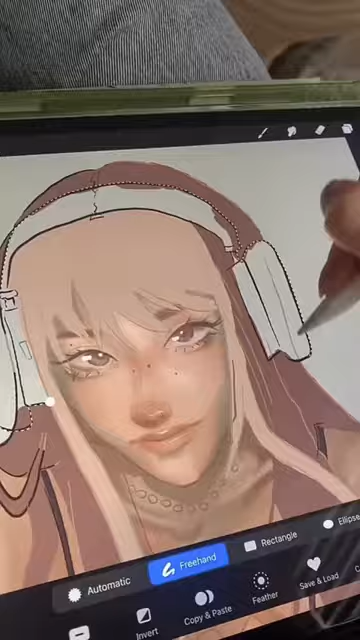 Automatic
Freehand
Rectangle
Ellipse
Invert
Copy & Paste
Feather
Save & Load